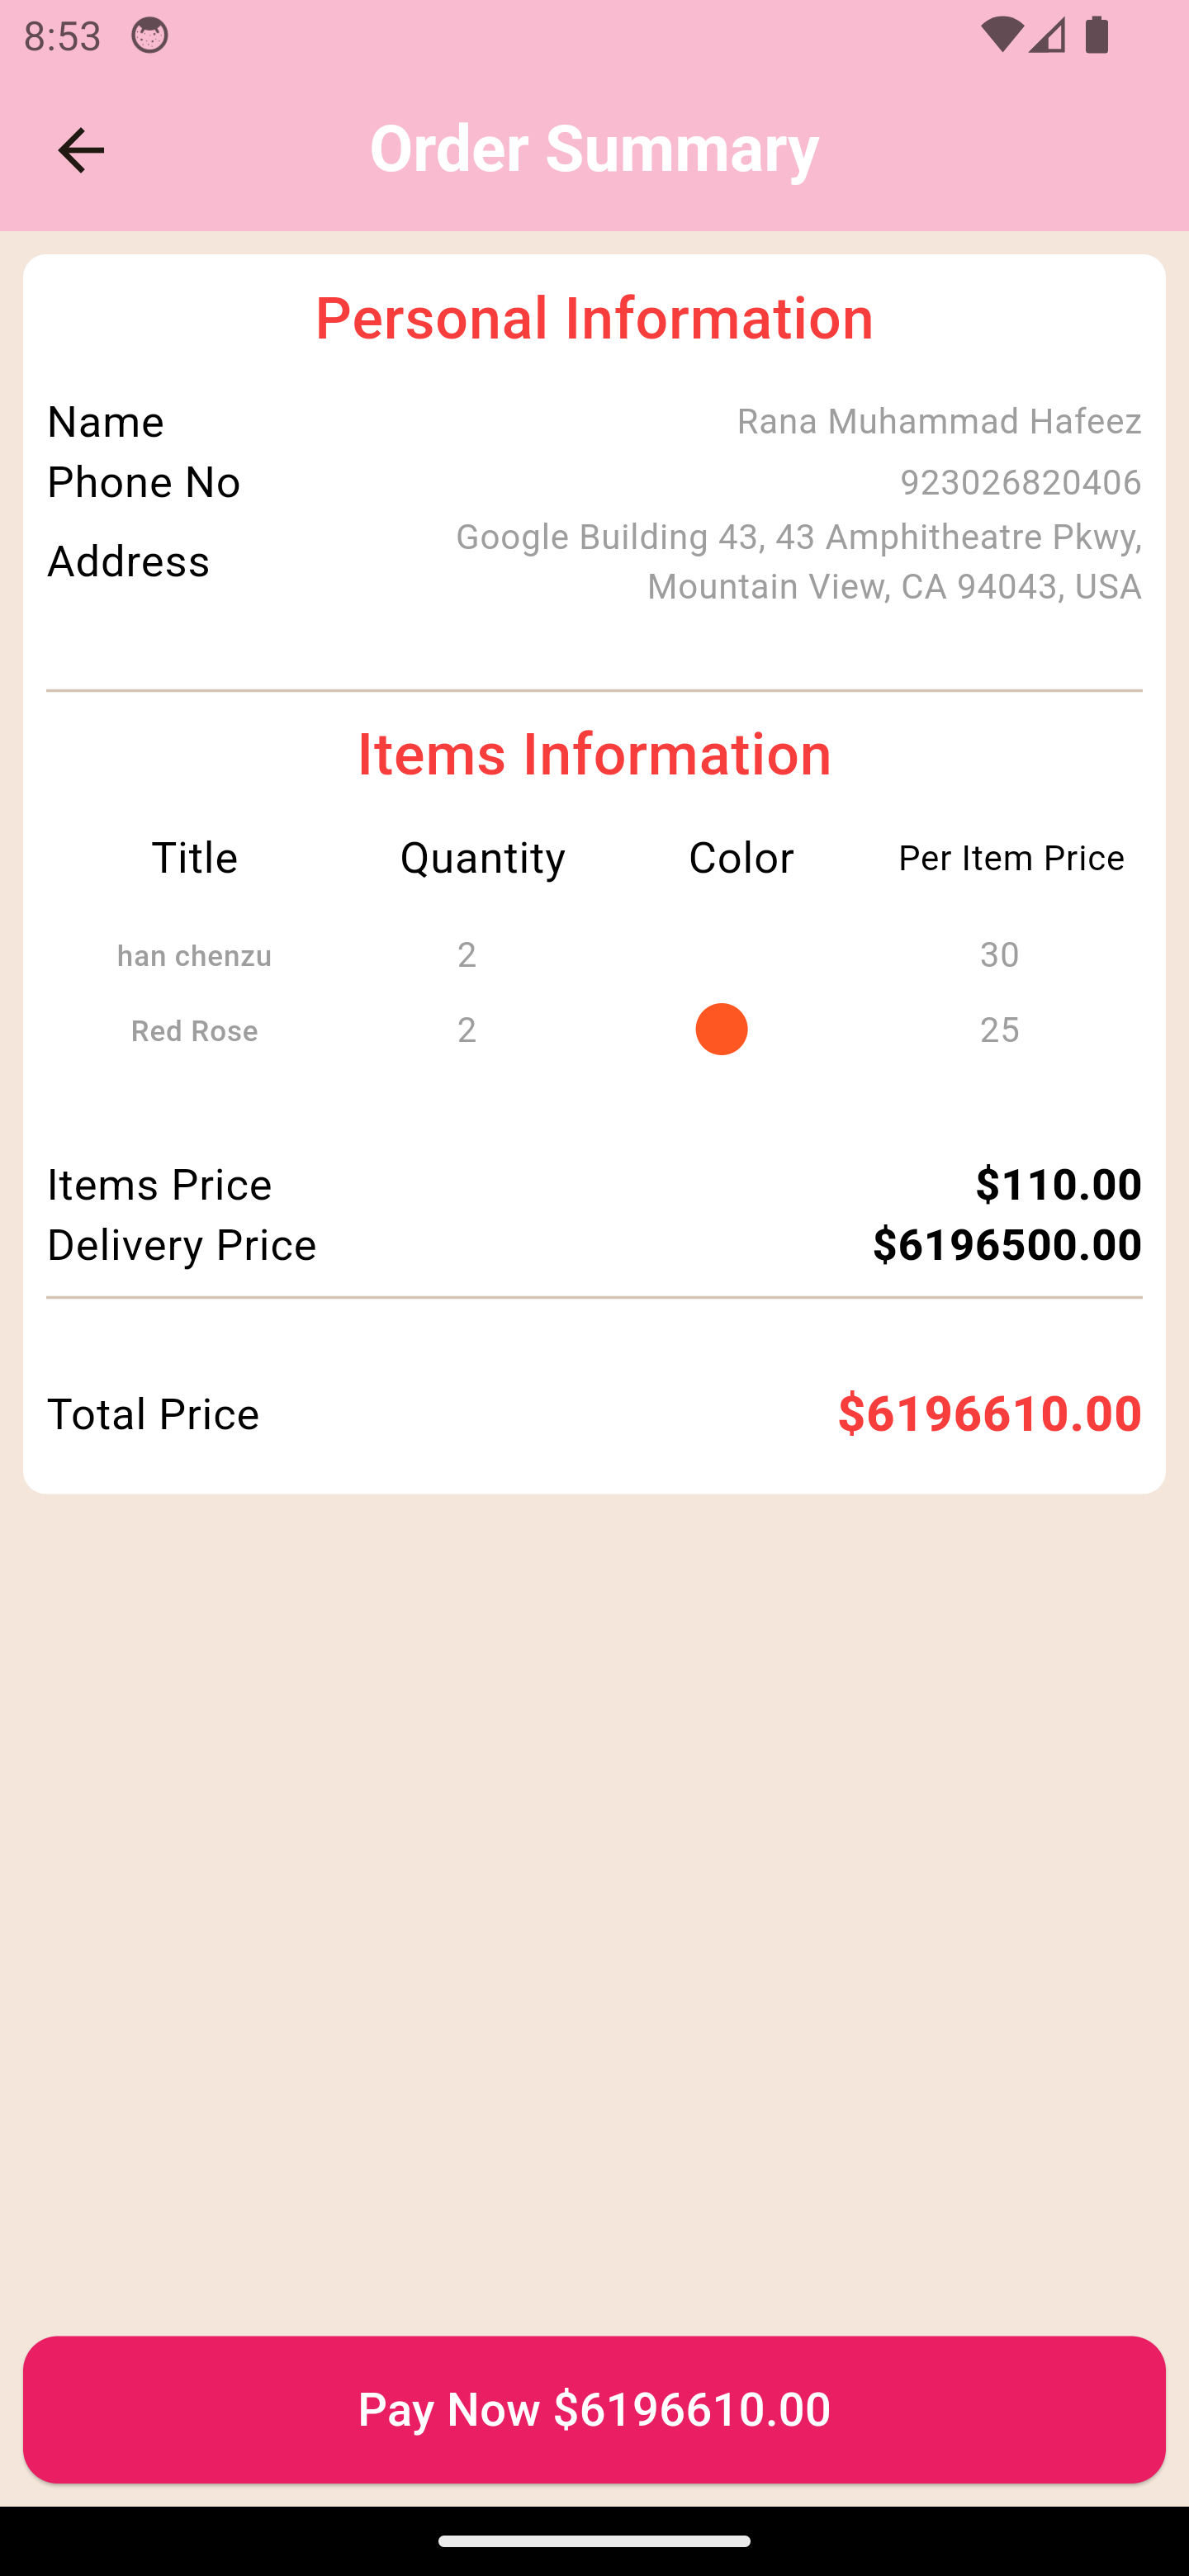 8:53
Order Summary
Personal Information
Name Rana Muhammad Hafeez
Phone No 923026820406
Address Google Building 43, 43 Amphitheatre Pkwy,
Mountain View, CA 94043, USA
Items Information
Title Quantity Color Per Item Price
han chenzu 2 30
Red Rose 2 25
Items Price $110.00
Delivery Price $6196500.00
Total Price $6196610.00
Pay Now $6196610.00